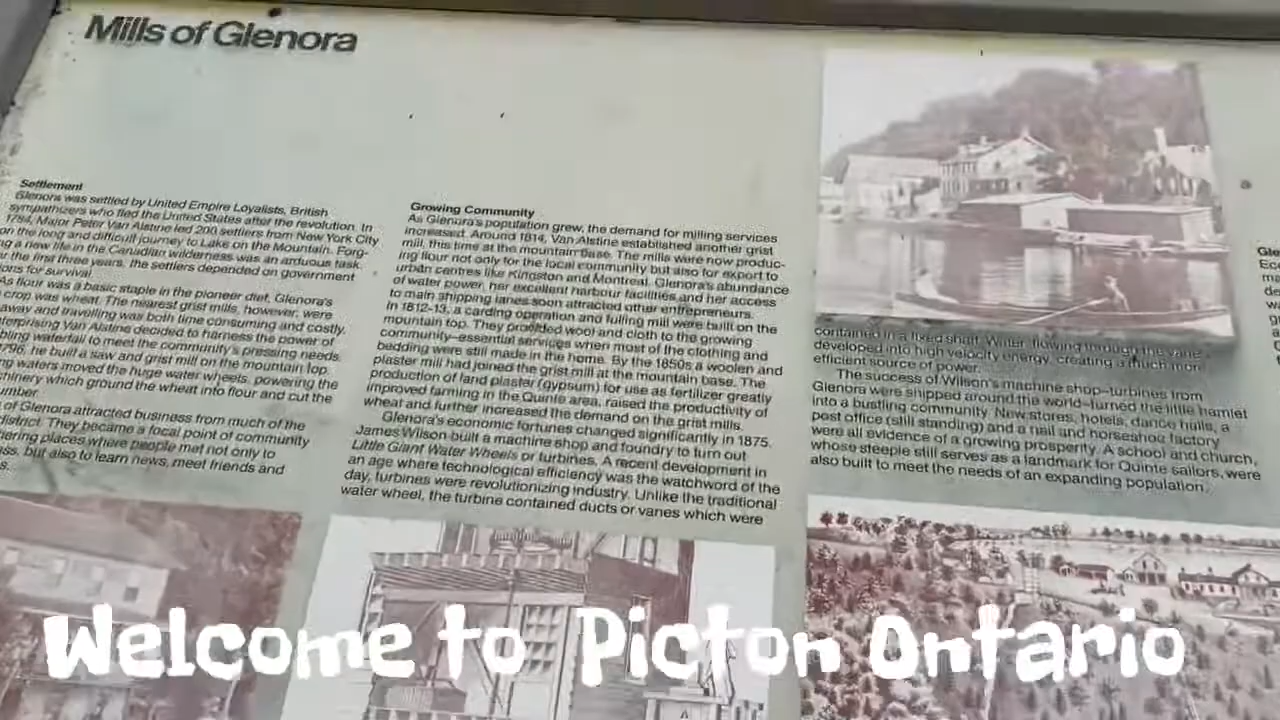 Mills of Glenora
Settlement
Glenora was settled by United Empire Loyalists, British
sympathizers who fled the United States after the revolution. In
1784, Major Peter Van Alstine led 200 settlers from New York City
on the long and difficult journey to Lake on the Mountain. Forg-
ng a new life in the Canadian wilderness was an arduous task.
or the first three years, the settlers depended on government
ons for survival.
As flour was a basic staple in the pioneer diet, Glenora's
crop was wheat. The nearest grist mills, however, were
away and travelling was both time consuming and costly.
terprising Van Alstine decided to harness the power of
bling waterfall to meet the community's pressing needs.
796, he built a saw and grist mill on the mountain top.
ng waters moved the huge water wheels, powering the
chinery which ground the wheat into flour and cut the
umber.
of Glenora attracted business from much of the
district. They became a focal point of community
hering places where people met not only to
ss, but also to learn news, meet friends and
s.
Growing Community
As Glenora's population grew, the demand for milling services
increased. Around 1814, Van Alstine established another grist
mill, this time at the mountain base. The mills were now produc-
ing flour not only for the local community but also for export to
urban centres like Kingston and Montreal. Glenora's abundance
of water power, her excellent harbour facilities and her access
to main shipping lanes soon attracted other entrepreneurs.
In 1812-13, a carding operation and fulling mill were built on the
mountain top. They provided wool and cloth to the growing
community–essential services when most of the clothing and
bedding were still made in the home. By the 1850s a woolen and
plaster mill had joined the grist mill at the mountain base. The
production of land plaster (gypsum) for use as fertilizer greatly
improved farming in the Quinte area, raised the productivity of
wheat and further increased the demand on the grist mills.
Glenora's economic fortunes changed significantly in 1875.
James Wilson built a machine shop and foundry to turn out
Little Giant Water Wheels or turbines. A recent development in
an age where technological efficiency was the watchword of the
day, turbines were revolutionizing industry. Unlike the traditional
water wheel, the turbine contained ducts or vanes which were
contained in a fixed shaft. Water, flowing through the vane
developed into high velocity energy, creating a much more
efficient source of power.
The success of Wilson's machine shop–turbines from
Glenora were shipped around the world–turned the little hamlet
into a bustling community. New stores, hotels, dance halls, a
post office (still standing) and a nail and horseshoe factory
were all evidence of a growing prosperity. A school and church,
whose steeple still serves as a landmark for Quinte sailors, were
also built to meet the needs of an expanding population.
Gle
Welcome to Picton Ontario